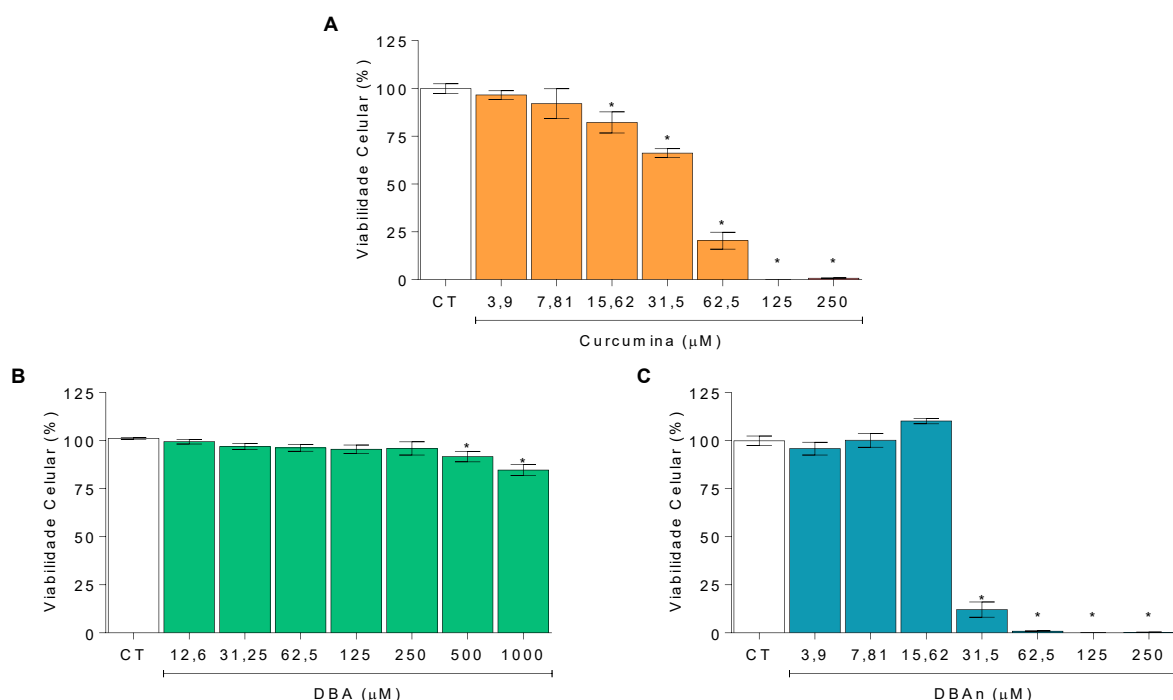 A
Viabilidade Celular (%)
125
100
75
50
25
0
* * * * *
CT 3,9 7,81 15,62 31,5 62,5 125 250
Curcumina (μM)
B
Viabilidade Celular (%)
125
100
75
50
25
0
* *
CT 12,6 31,25 62,5 125 250 500 1000
DBA (μM)
C
Viabilidade Celular (%)
125
100
75
50
25
0
* * * *
CT 3,9 7,81 15,62 31,5 62,5 125 250
DBAn (μM)